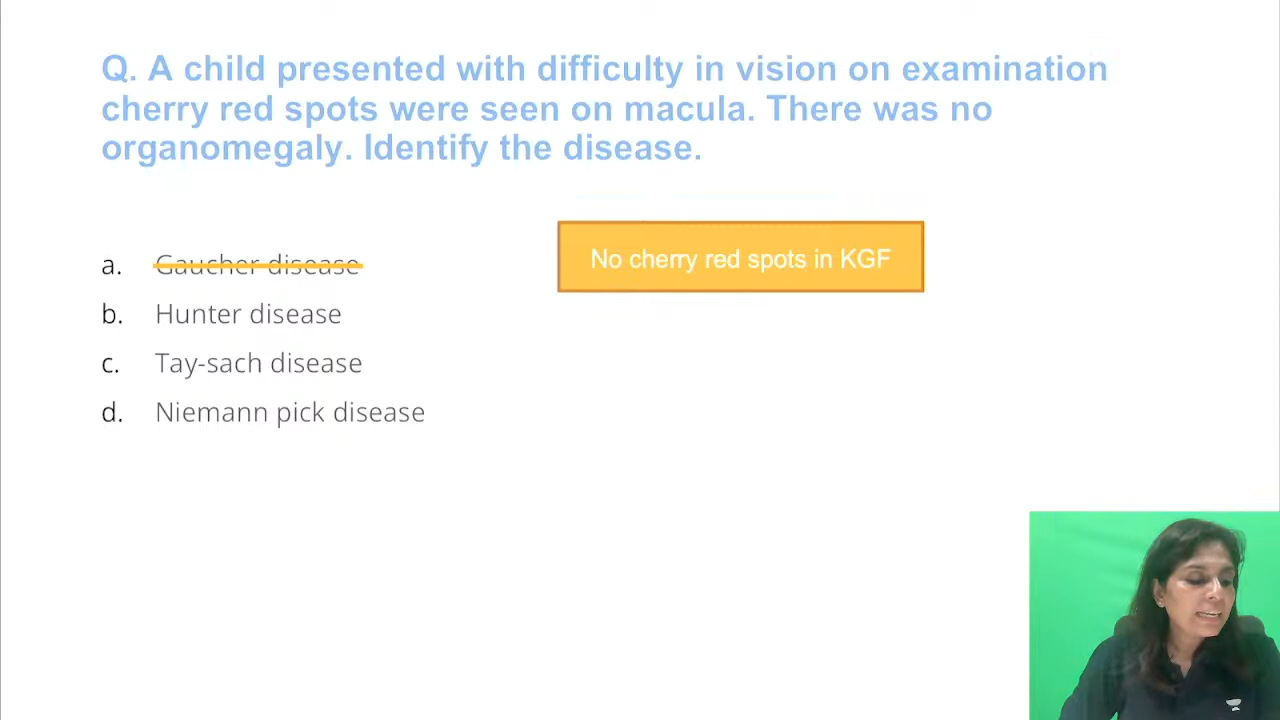 Q. A child presented with difficulty in vision on examination
cherry red spots were seen on macula. There was no
organomegaly. Identify the disease.
No cherry red spots in KGF
a. Gaucher disease
b. Hunter disease
c. Tay-sach disease
d. Niemann pick disease